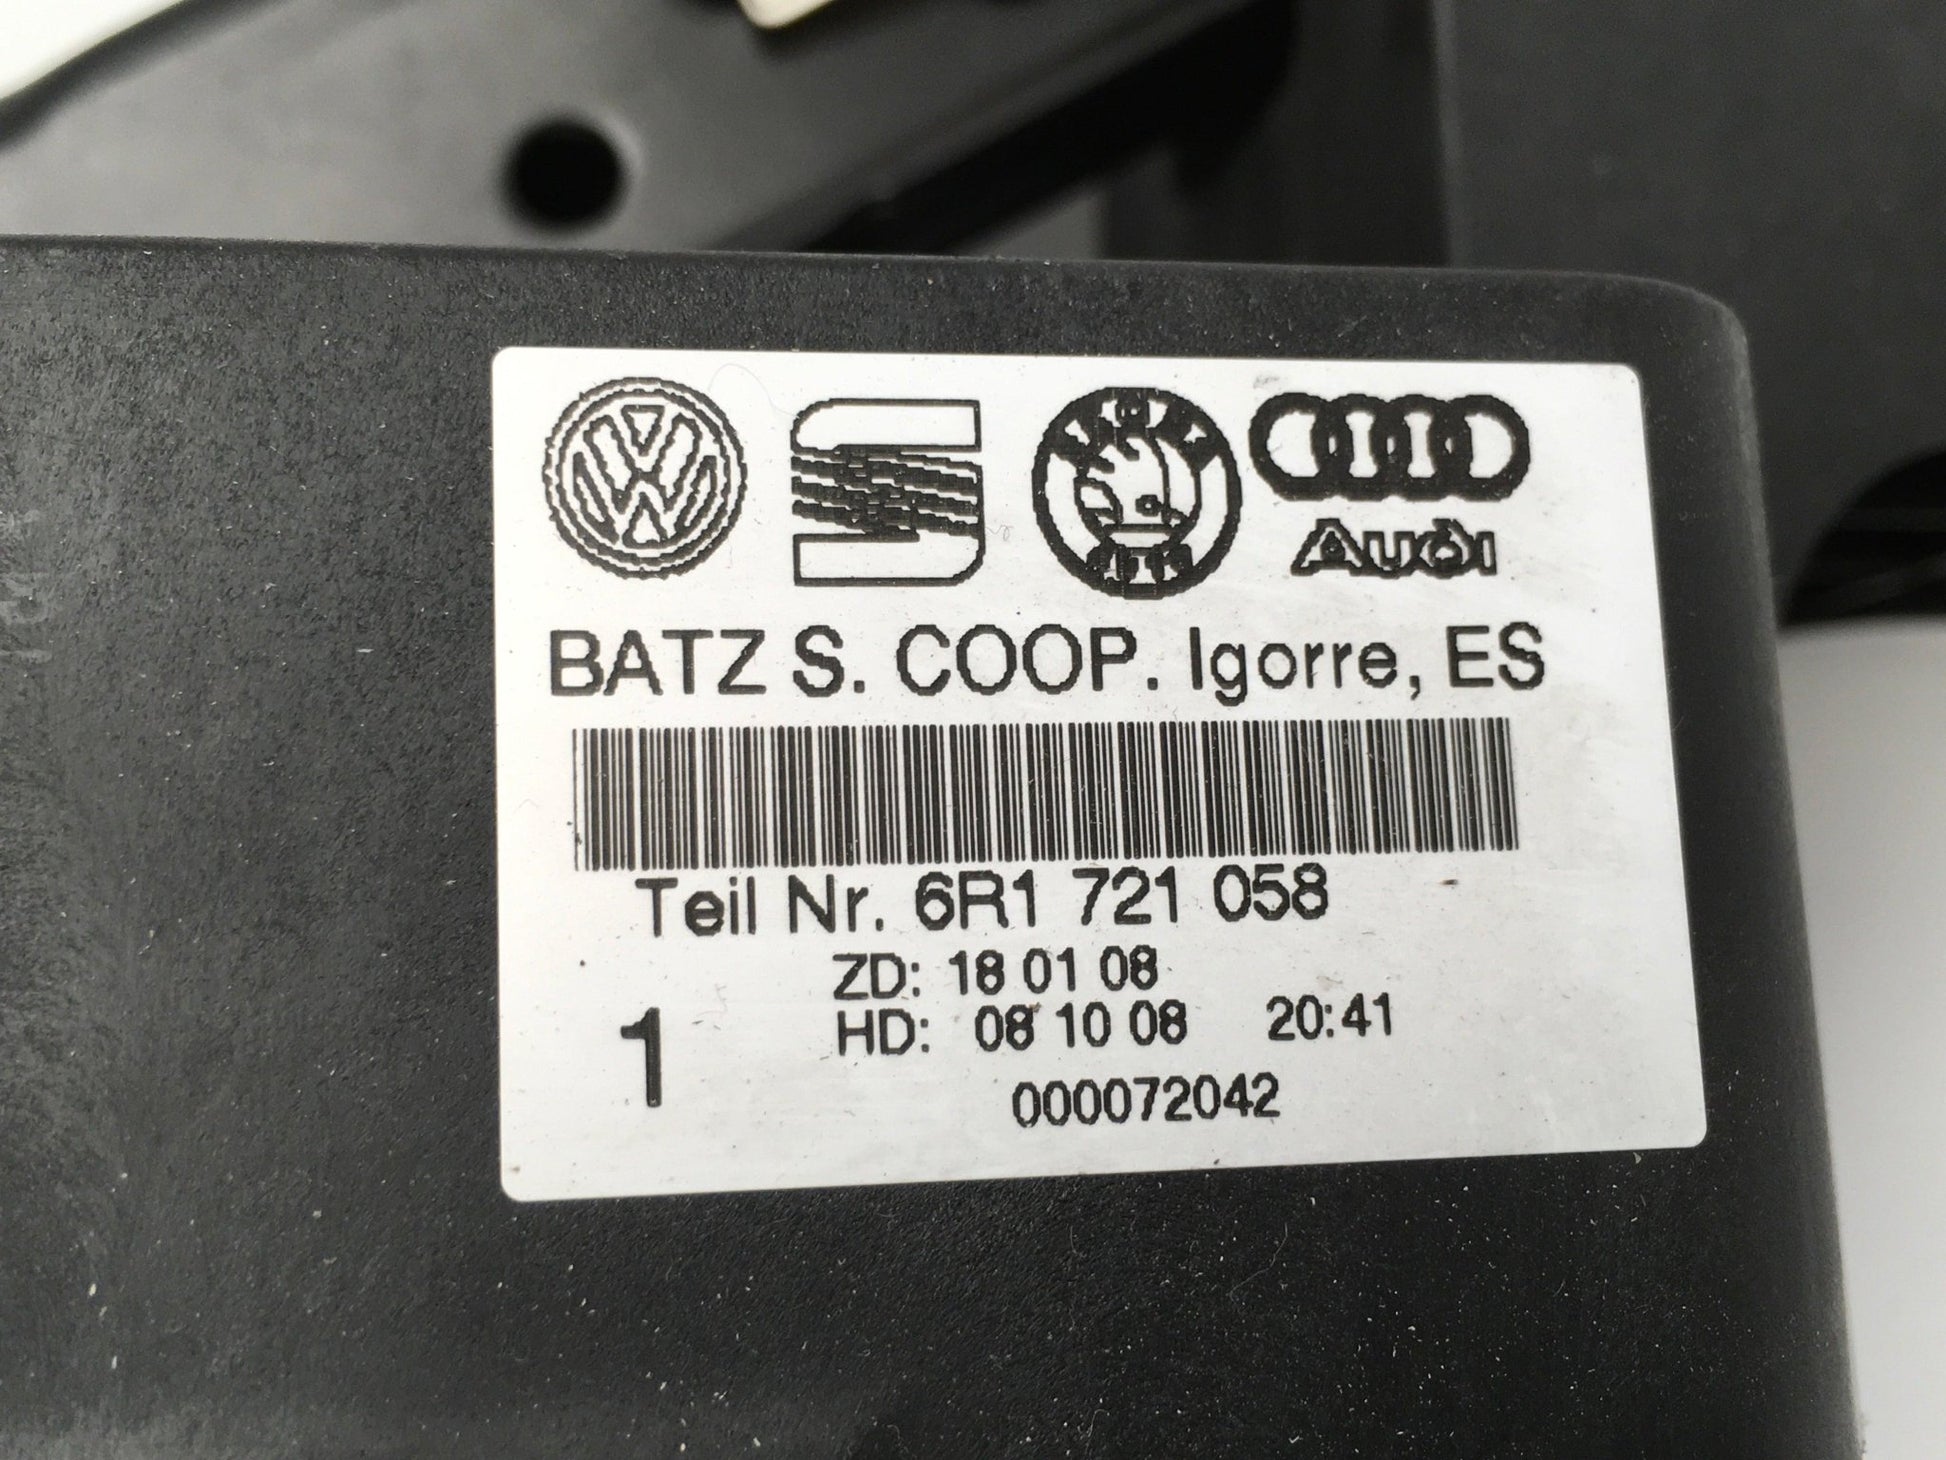 Audi
BATZ S. COOP. Igorre, ES
Teil Nr. 6R1 721 058
ZD: 18 01 08
1 HD: 08 10 08 20:41
000072042